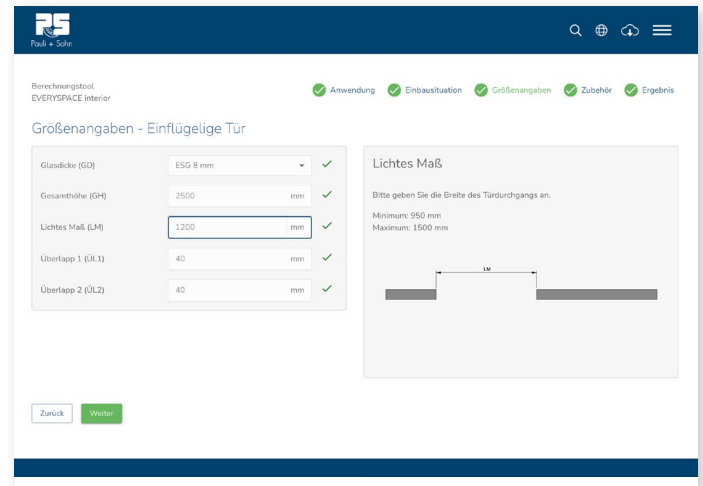 PS
Pauli + Sohn
Berechnungstool
EVERYSPACE interior
Anwendung
Einbausituation
Größenangaben
Zubehör
Ergebnis
Größenangaben - Einflügelige Tür
Glasdicke (GD)
ESG 8 mm
Gesamthöhe (GH)
2500 mm
Lichtes Maß (LM)
1200 mm
Überlapp 1 (ÜL1)
40 mm
Überlapp 2 (ÜL2)
40 mm
Lichtes Maß
Bitte geben Sie die Breite des Türdurchgangs an.
Minimum: 950 mm
Maximum: 1500 mm
LM
Zurück
Weiter